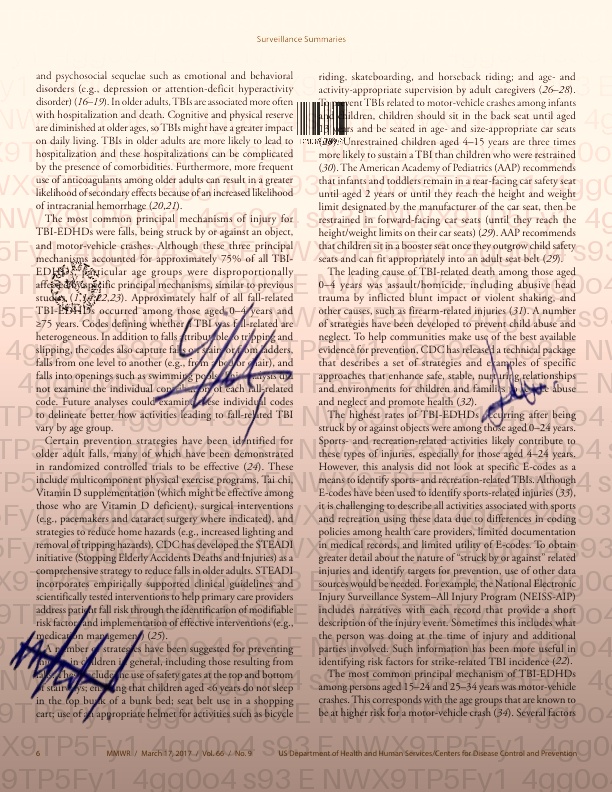 Surveillance Summaries
and psychosocial sequelae such as emotional and behavioral
disorders (e.g., depression or attention-deficit hyperactivity
disorder) (16–19). In older adults, TBIs are associated more often
with hospitalization and death. Cognitive and physical reserve
are diminished at older ages, so TBIs might have a greater impact
on daily living. TBIs are more likely to lead to
hospitalization and these hospitalizations can be complicated
by the presence of comorbidities. Furthermore, more frequent
use of anticoagulants among older adults can result in a greater
likelihood of secondary effects because of an increased likelihood
of intracranial hemorrhage (20,21).
The most common principal mechanisms of injury for
TBI-EDHDs were falls, being struck by or against an object,
and motor-vehicle crashes. Although these three principal
mechanisms accounted for approximately 75% of all TBI-
particular age groups were disproportionally
specific principal mechanisms, similar to previous
22,23). Approximately half of all fall-related
TBI-EDHDs occurred among those aged 0–4 years and
≥75 years. Codes defining whether a TBI was fall-related are
heterogeneous. In addition to falls attributable to tripping and
slipping, the codes also capture falls on stairs or from ladders,
falls from one level to another (e.g., from a bed or chair), and
falls into openings such as swimming pools. This analysis did
not examine the individual contribution of each fall-related
code. Future analyses could examine these individual codes
to delineate better how activities leading to fall-related TBI
vary by age group.
Certain prevention strategies have been identified for
older adult falls, many of which have been demonstrated
in randomized controlled trials to be effective (24). These
include multicomponent physical exercise programs, Tai chi,
Vitamin D supplementation (which might be effective among
those who are Vitamin D deficient), surgical interventions
(e.g., pacemakers and cataract surgery where indicated), and
strategies to reduce home hazards (e.g., increased lighting and
removal of tripping hazards). CDC has developed the STEADI
initiative (Stopping Elderly Accidents Deaths and Injuries) as a
comprehensive strategy to reduce falls in older adults. STEADI
incorporates empirically supported clinical guidelines and
scientifically tested interventions to help primary care providers
address patient fall risk through the identification of modifiable
risk factors and implementation of effective interventions (e.g.,
medication management) (25).
A number of strategies have been suggested for preventing
in children in general, including those resulting from
falls. These include the use of safety gates at the top and bottom
of stairways; ensuring that children aged <6 years do not sleep
in the top bunk of a bunk bed; seat belt use in a shopping
cart; use of an appropriate helmet for activities such as bicycle
riding, skateboarding, and horseback riding; and age- and
activity-appropriate supervision by adult caregivers (26–28).
To prevent TBIs related to motor-vehicle crashes among infants
and children, children should sit in the back seat until aged
years and be seated in age- and size-appropriate car seats
Unrestrained children aged 4–15 years are three times
more likely to sustain a TBI than children who were restrained
(30). The American Academy of Pediatrics (AAP) recommends
that infants and toddlers remain in a rear-facing car safety seat
until aged 2 years or until they reach the height and weight
limit designated by the manufacturer of the car seat, then be
restrained in forward-facing car seats (until they reach the
height/weight limits on their car seats) (29). AAP recommends
that children sit in a booster seat once they outgrow child safety
seats and can fit appropriately into an adult seat belt (29).
The leading cause of TBI-related death among those aged
0–4 years was assault/homicide, including abusive head
trauma by inflicted blunt impact or violent shaking, and
other causes, such as firearm-related injuries (31). A number
of strategies have been developed to prevent child abuse and
neglect. To help communities make use of the best available
evidence for prevention, CDC has released a technical package
that describes a set of strategies and examples of specific
approaches that enhance safe, stable, nurturing relationships
and environments for children and families to reduce abuse
and neglect and promote health (32).
The highest rates of TBI-EDHDs occurring after being
struck by or against objects were among those aged 0–24 years.
Sports- and recreation-related activities likely contribute to
these types of injuries, especially for those aged 4–24 years.
However, this analysis did not look at specific E-codes as a
means to identify sports- and recreation-related TBIs. Although
E-codes have been used to identify sports-related injuries (33),
it is challenging to describe all activities associated with sports
and recreation using these data due to differences in coding
policies among health care providers, limited documentation
in medical records, and limited utility of E-codes. To obtain
greater detail about the nature of “struck by or against” related
injuries and identify targets for prevention, use of other data
sources would be needed. For example, the National Electronic
Injury Surveillance System–All Injury Program (NEISS-AIP)
includes narratives with each record that provide a short
description of the injury event. Sometimes this includes what
the person was doing at the time of injury and additional
parties involved. Such information has been more useful in
identifying risk factors for strike-related TBI incidence (22).
The most common principal mechanism of TBI-EDHDs
among persons aged 15–24 and 25–34 years was motor-vehicle
crashes. This corresponds with the age groups that are known to
be at higher risk for a motor-vehicle crash (34). Several factors
6 MMWR / March 17, 2017 / Vol. 66 / No. 9 US Department of Health and Human Services/Centers for Disease Control and Prevention